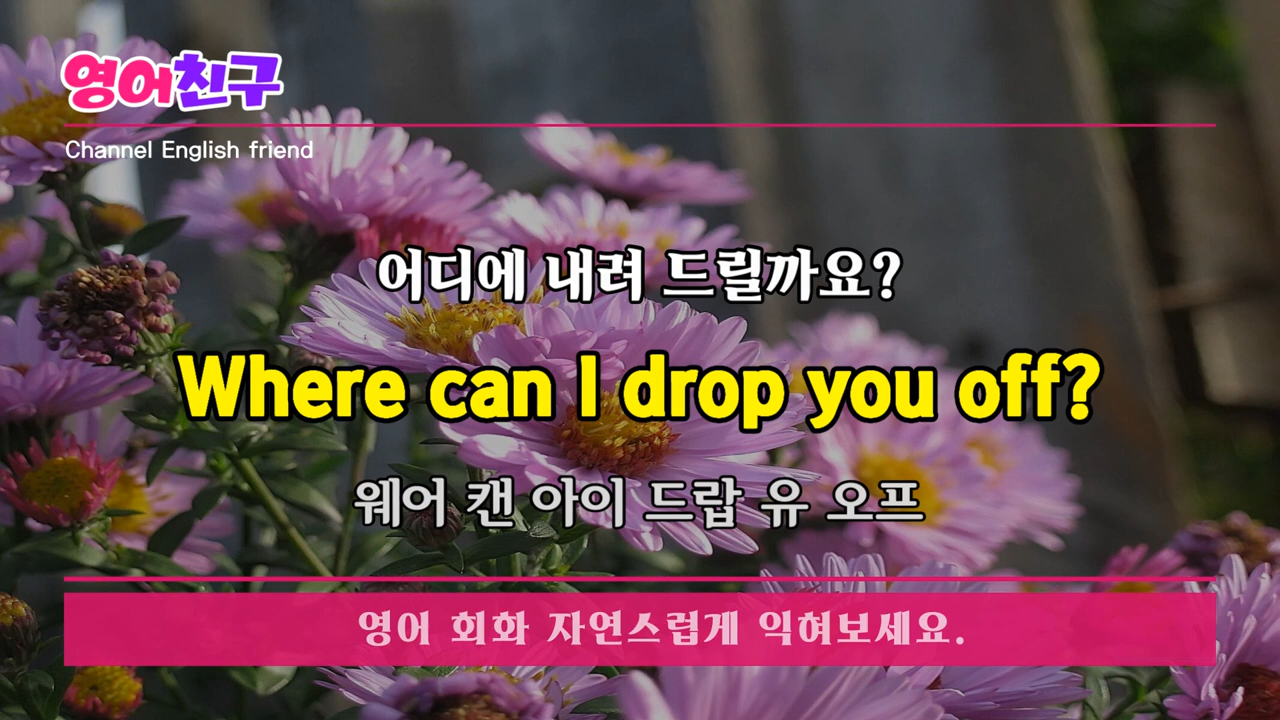 영어친구
Channel English friend
어디에 내려 드릴까요?
Where can I drop you off?
웨어 캔 아이 드랍 유 오프
영어 회화 자연스럽게 익혀보세요.